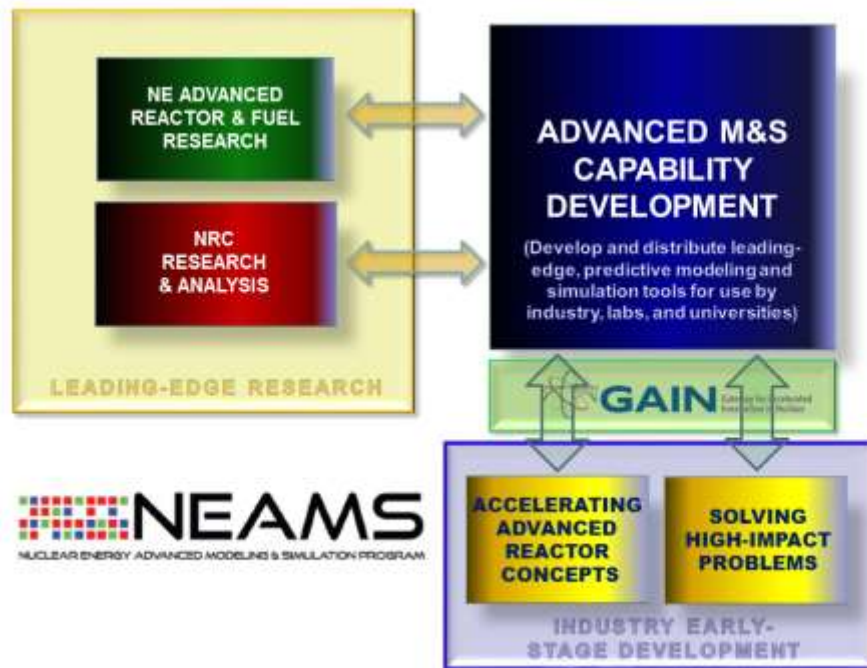 NE ADVANCED
REACTOR & FUEL
RESEARCH
NRC
RESEARCH
& ANALYSIS
LEADING-EDGE RESEARCH
ADVANCED M&S
CAPABILITY
DEVELOPMENT
(Develop and distribute leading-
edge, predictive modeling and
simulation tools for use by
industry, labs, and universities)
GAIN
NEAMS
NUCLEAR ENERGY ADVANCED MODELING & SIMULATION PROGRAM
ACCELERATING
ADVANCED
REACTOR
CONCEPTS
SOLVING
HIGH-IMPACT
PROBLEMS
INDUSTRY EARLY-
STAGE DEVELOPMENT